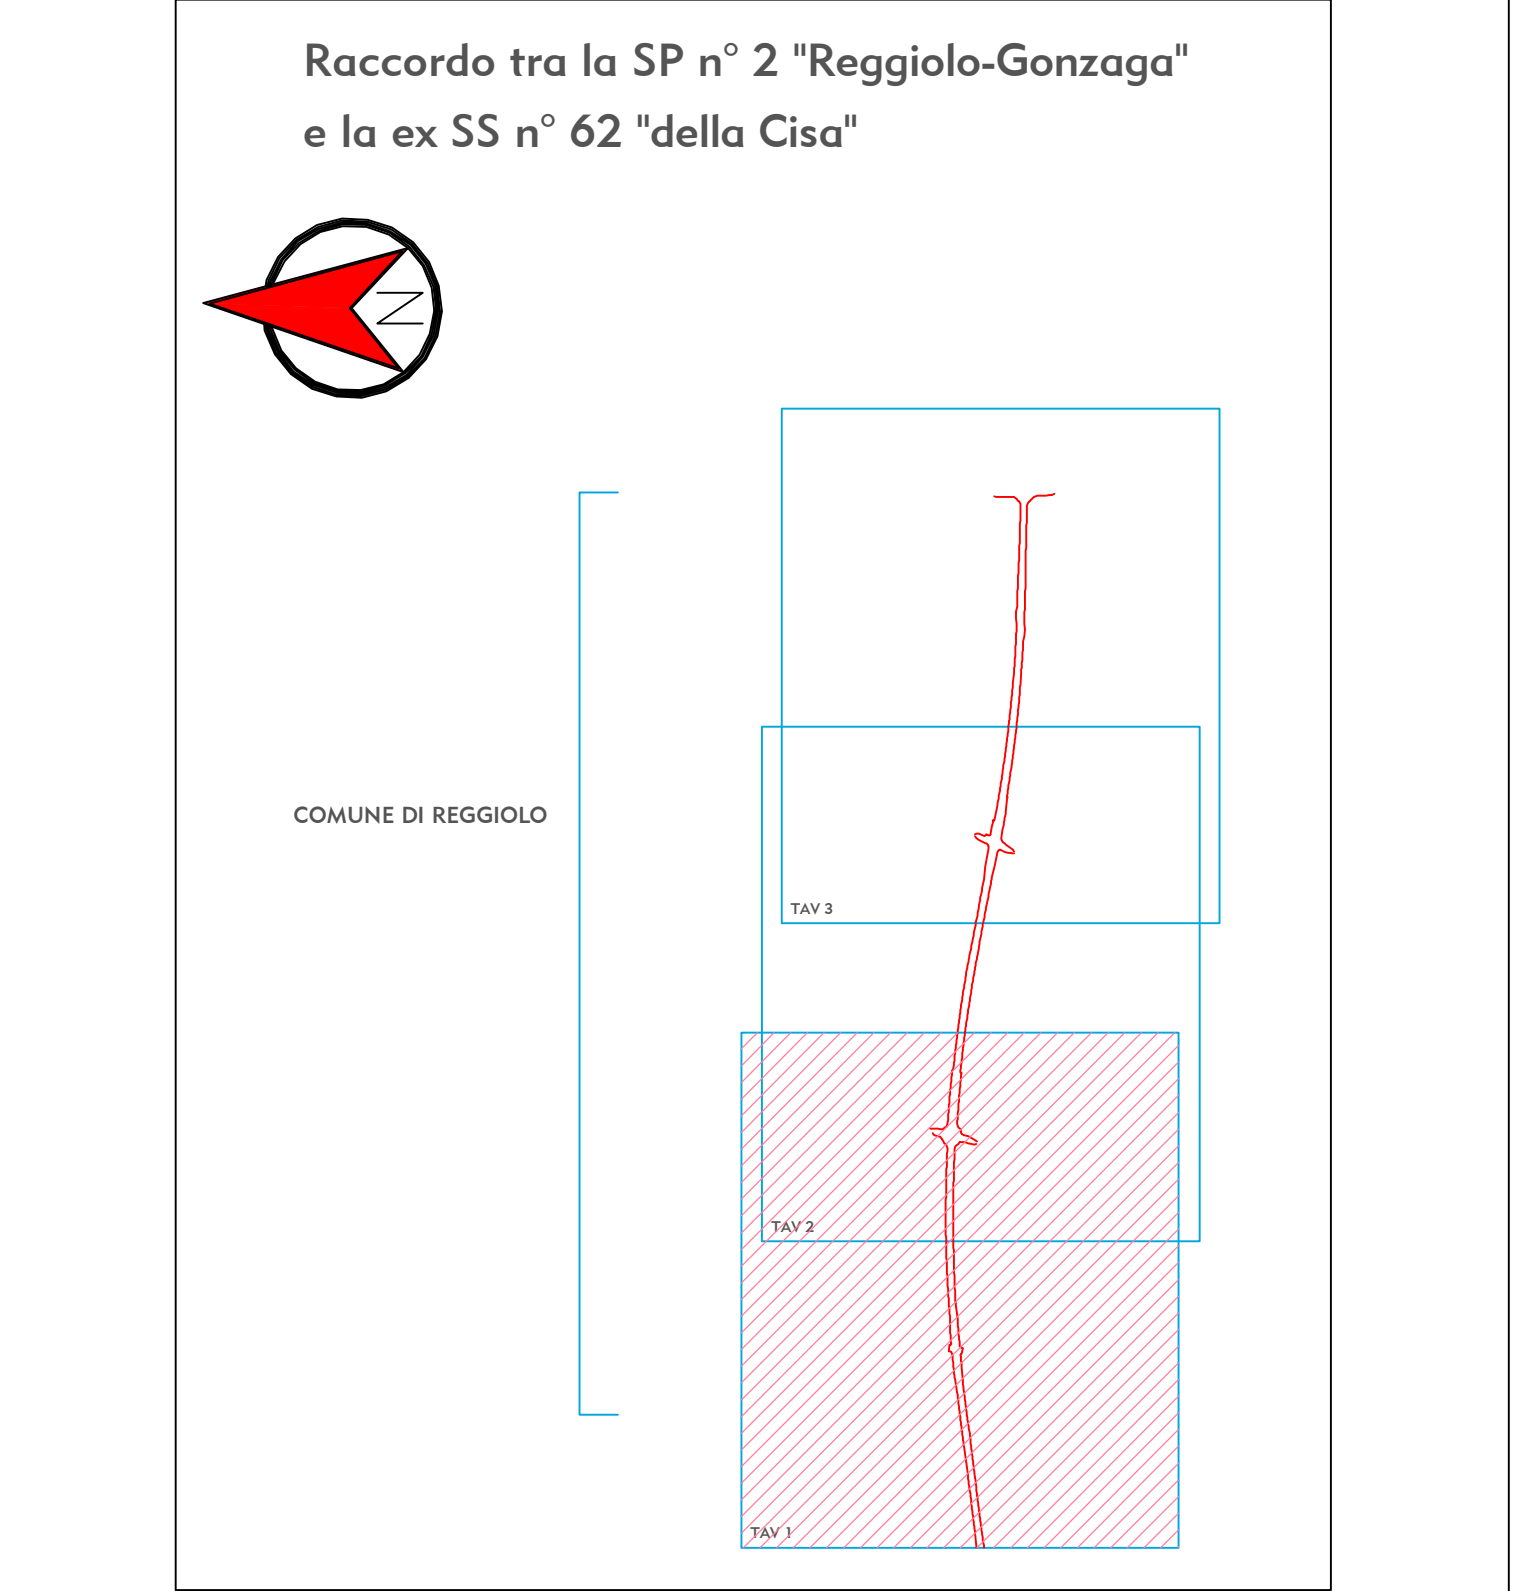 Raccordo tra la SP n° 2 "Reggiolo-Gonzaga"
e la ex SS n° 62 "della Cisa"
N
COMUNE DI REGGIOLO
TAV 3
TAV 2
TAV 1